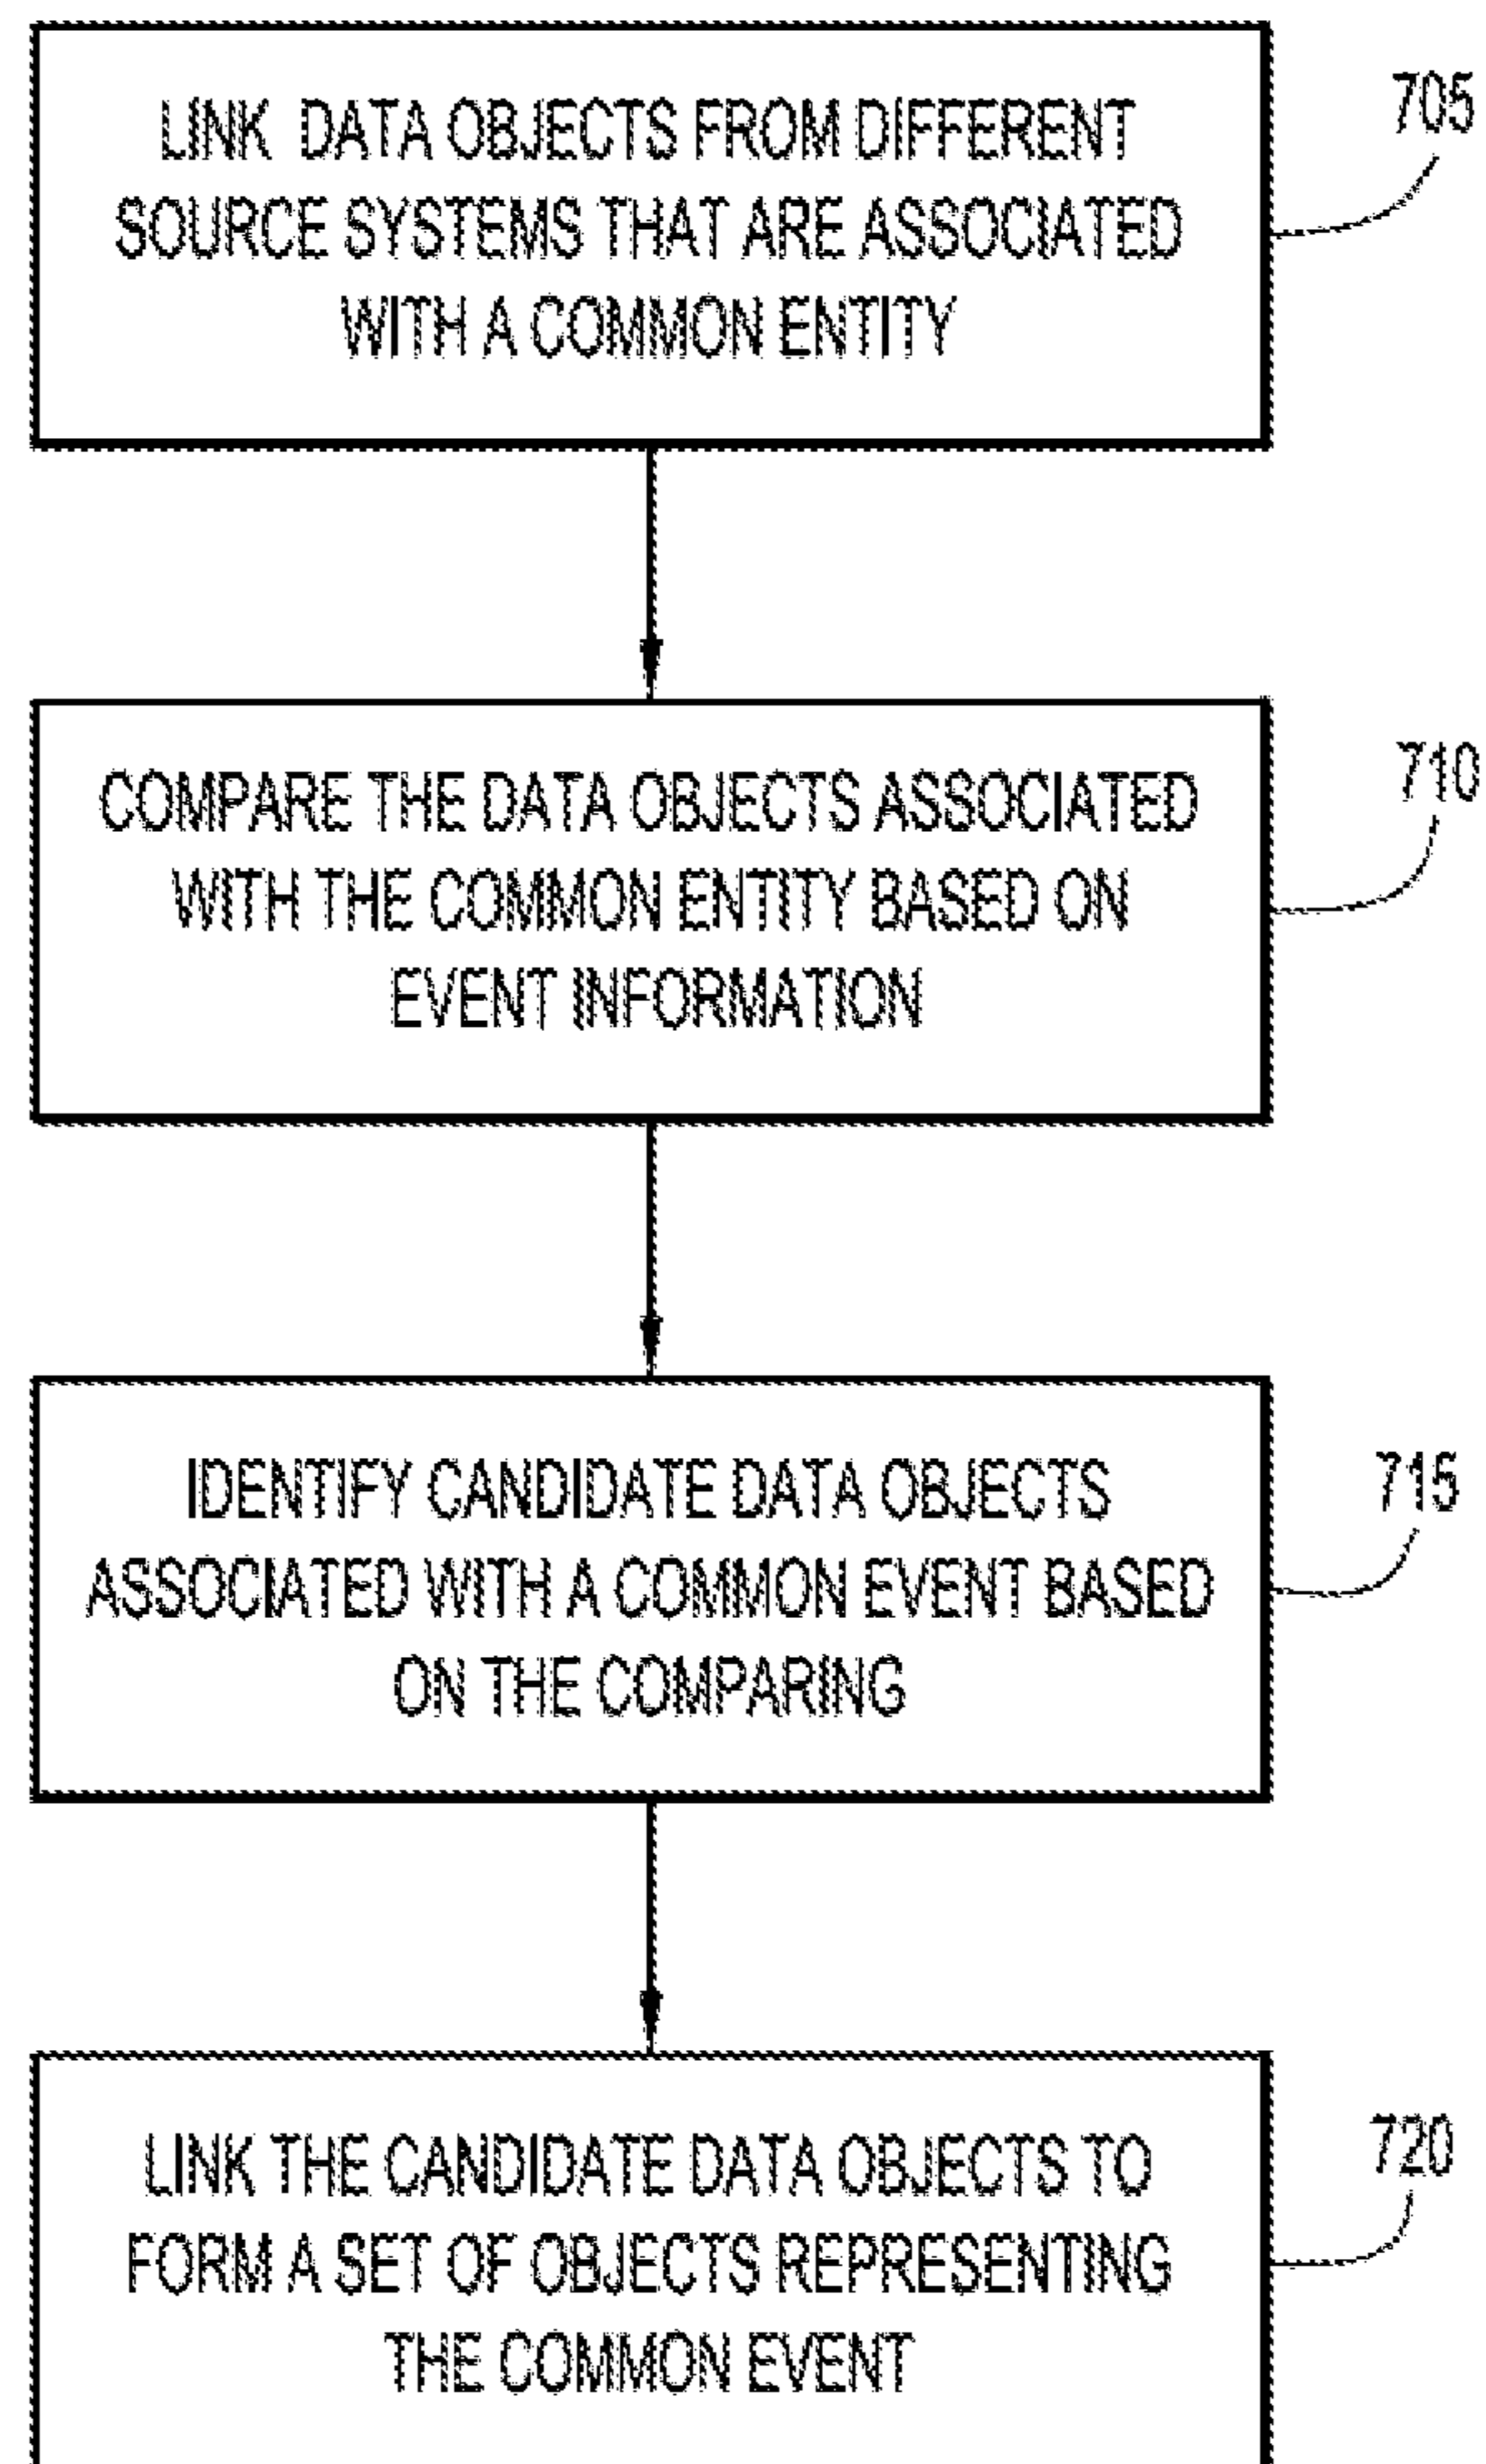 LINK DATA OBJECTS FROM DIFFERENT
SOURCE SYSTEMS THAT ARE ASSOCIATED
WITH A COMMON ENTITY
705
COMPARE THE DATA OBJECTS ASSOCIATED
WITH THE COMMON ENTITY BASED ON
EVENT INFORMATION
710
IDENTIFY CANDIDATE DATA OBJECTS
ASSOCIATED WITH A COMMON EVENT BASED
ON THE COMPARING
715
LINK THE CANDIDATE DATA OBJECTS TO
FORM A SET OF OBJECTS REPRESENTING
THE COMMON EVENT
720